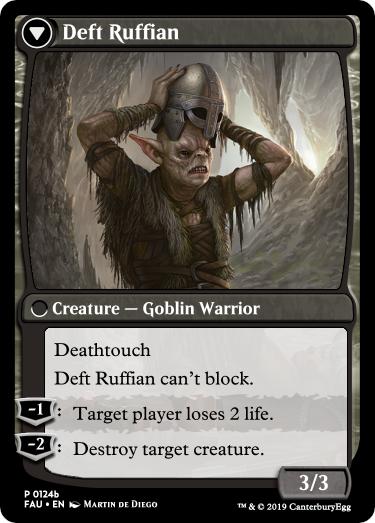 Deft Ruffian
Creature — Goblin Warrior
Deathtouch
Deft Ruffian can't block.
-1: Target player loses 2 life.
-2: Destroy target creature.
3/3
P 0124b
FAU • EN Martin de Diego
™ & © 2019 CanterburyEgg